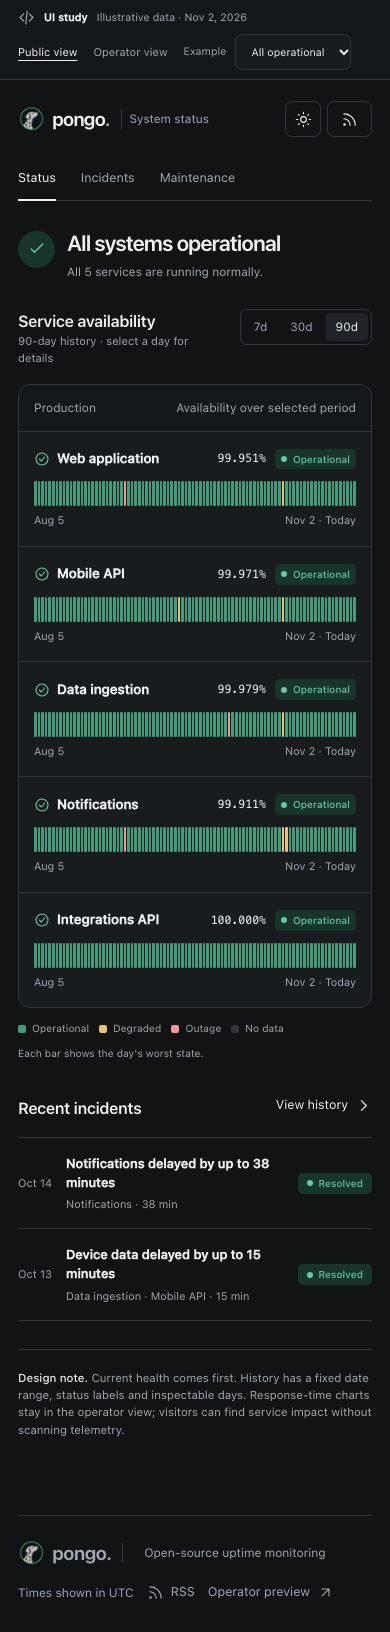 UI study Illustrative data · Nov 2, 2026
Public view Operator view Example All operational
pongo. System status
Status Incidents Maintenance
All systems operational
All 5 services are running normally.
Service availability
90-day history · select a day for
details
7d 30d 90d
Production Availability over selected period
Web application 99.951% Operational
Aug 5 Nov 2 · Today
Mobile API 99.971% Operational
Aug 5 Nov 2 · Today
Data ingestion 99.979% Operational
Aug 5 Nov 2 · Today
Notifications 99.911% Operational
Aug 5 Nov 2 · Today
Integrations API 100.000% Operational
Aug 5 Nov 2 · Today
Operational Degraded Outage No data
Each bar shows the day's worst state.
Recent incidents View history
Oct 14 Notifications delayed by up to 38
minutes
Notifications · 38 min
Resolved
Oct 13 Device data delayed by up to 15
minutes
Data ingestion · Mobile API · 15 min
Resolved
Design note. Current health comes first. History has a fixed date
range, status labels and inspectable days. Response-time charts
stay in the operator view; visitors can find service impact without
scanning telemetry.
pongo. Open-source uptime monitoring
Times shown in UTC RSS Operator preview